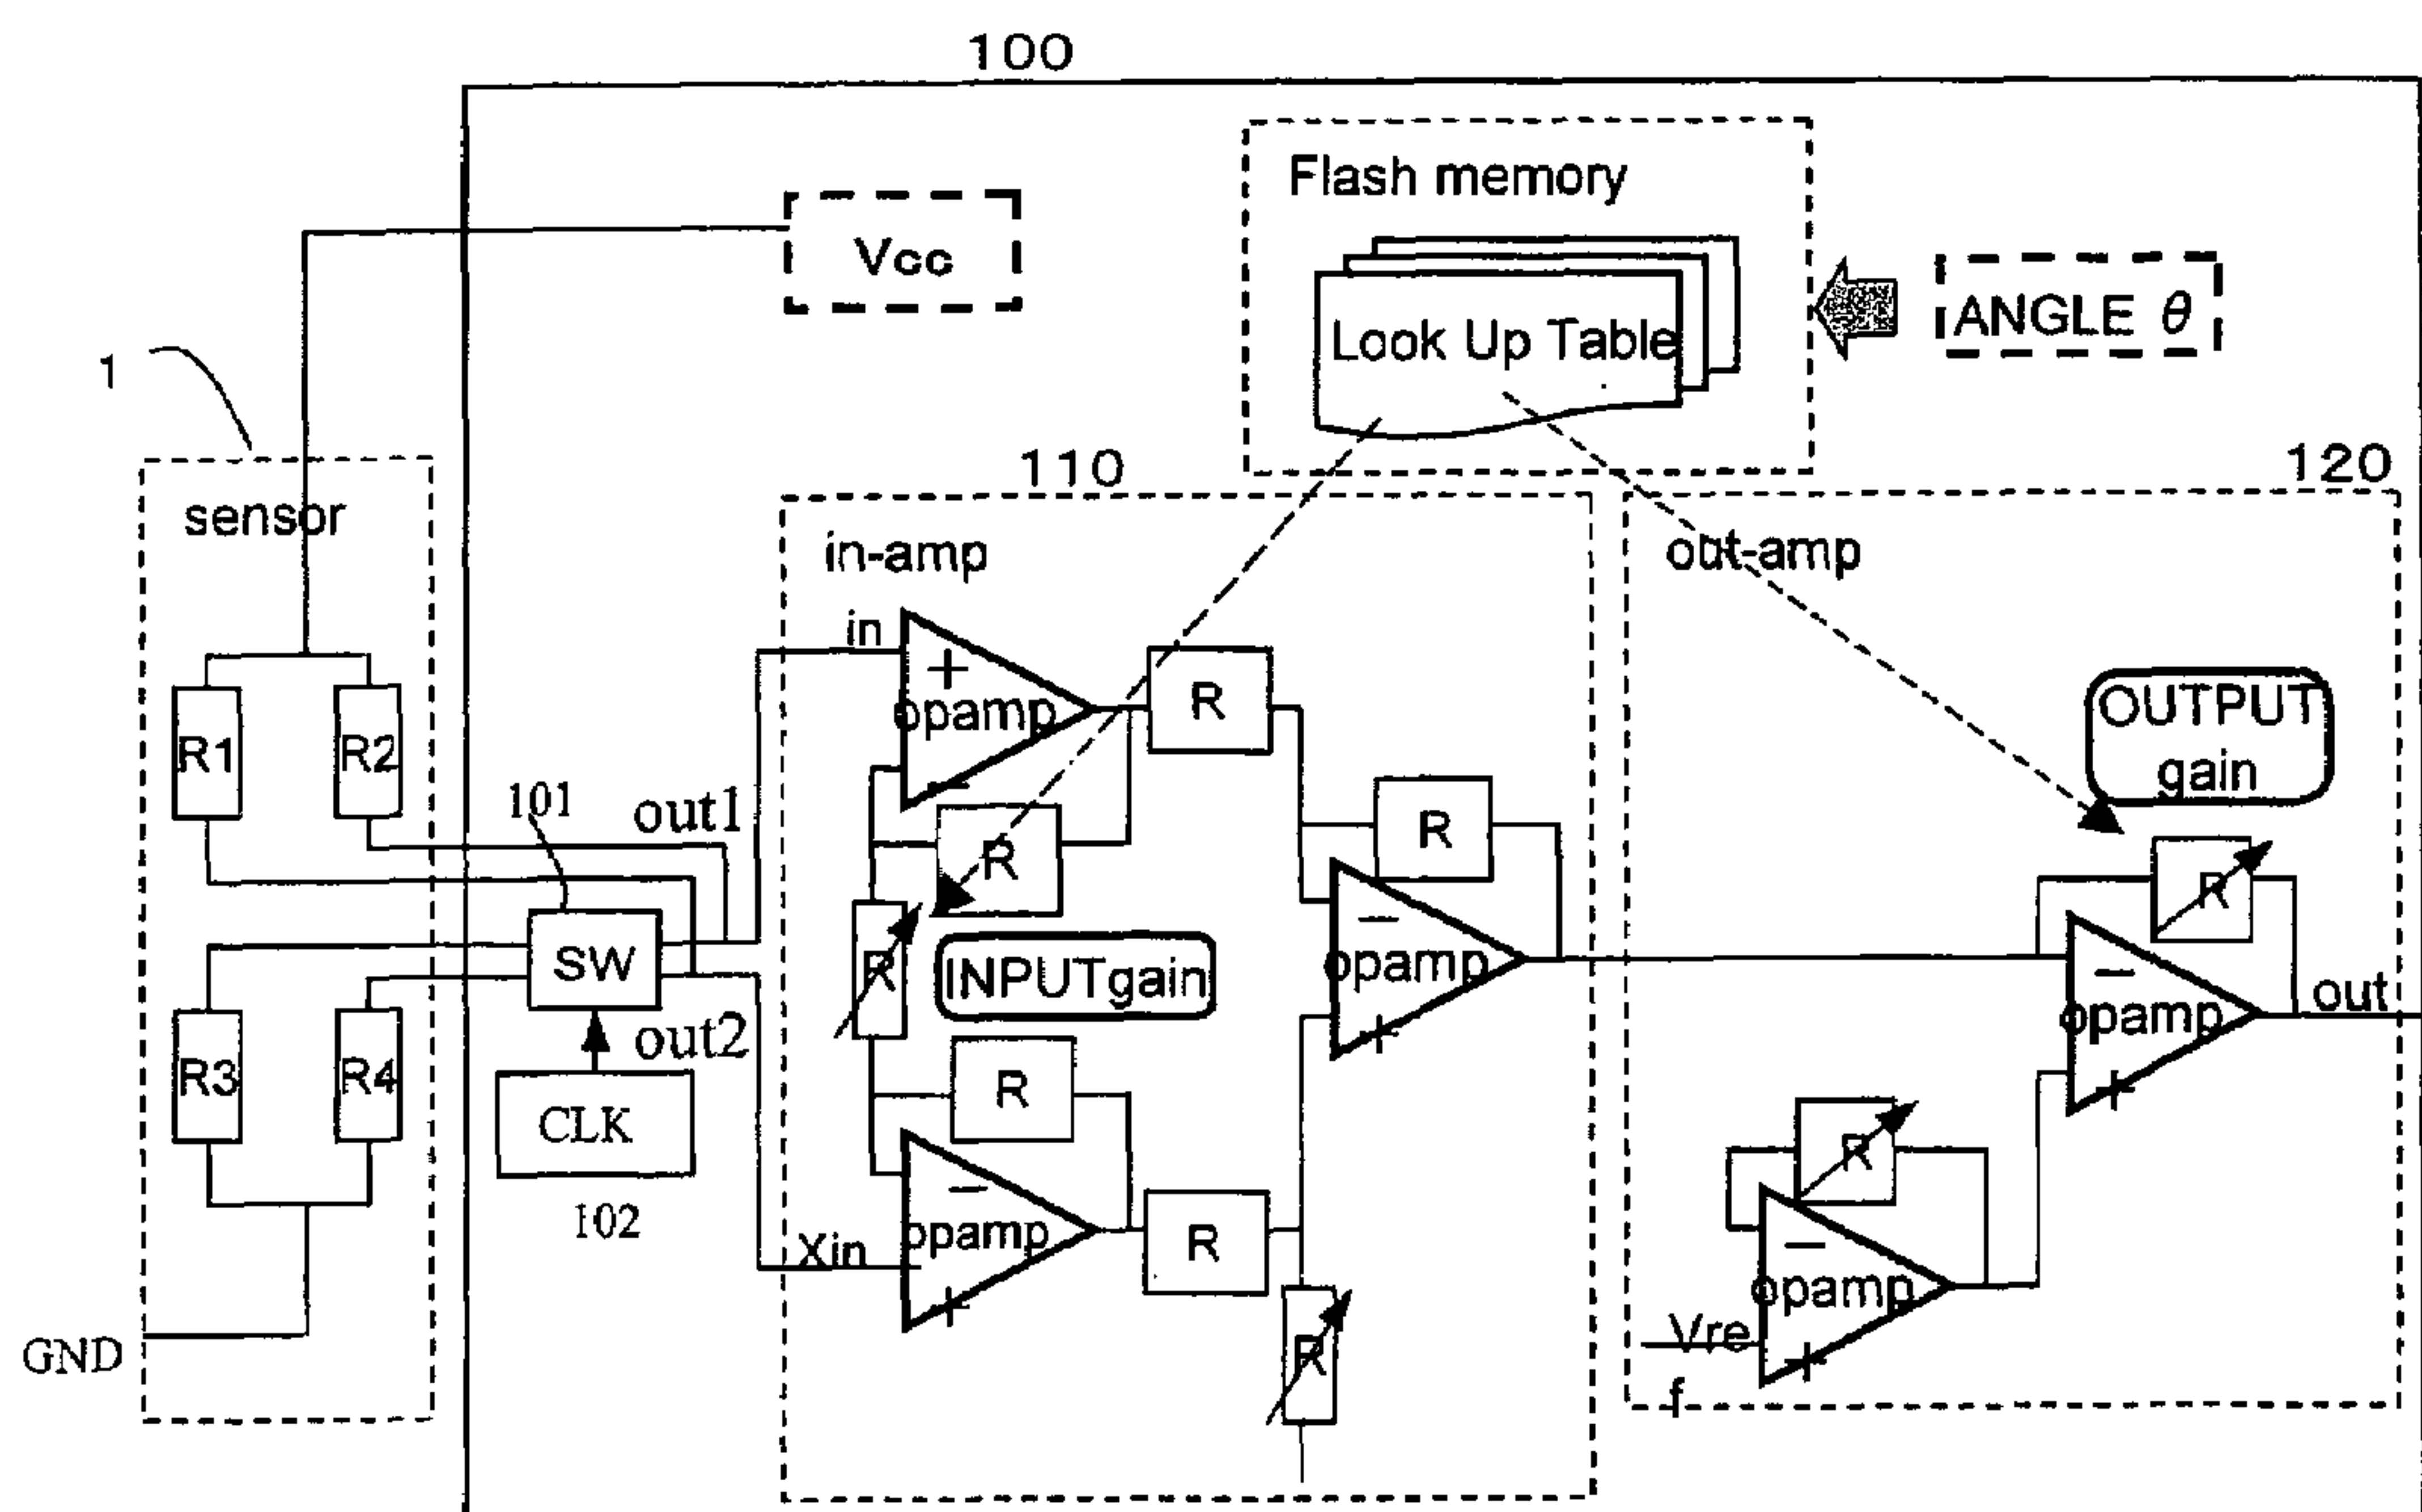 100
Flash memory
Vcc
Look Up Table
ANGLE θ
1
110
120
sensor
in-amp
out-amp
in
+
opamp
-
R
OUTPUT
gain
R1
R2
101
out1
R
R
R
SW
R
INPUTgain
-
opamp
+
-
opamp
+
out
out2
R3
R4
CLK
102
R
-
opamp
+
Xin
R
R
R
-
opamp
+
Vre
f
GND